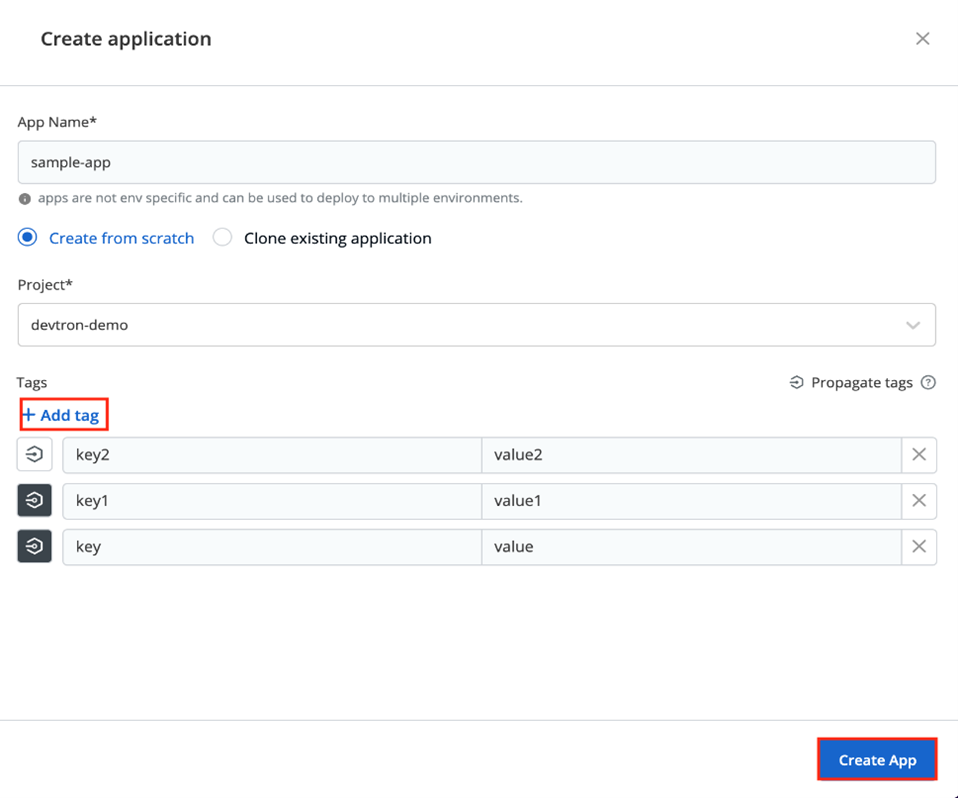 Create application
App Name*
sample-app
apps are not env specific and can be used to deploy to multiple environments.
Create from scratch Clone existing application
Project*
devtron-demo
Tags Propagate tags
+ Add tag
key2 value2
key1 value1
key value
Create App